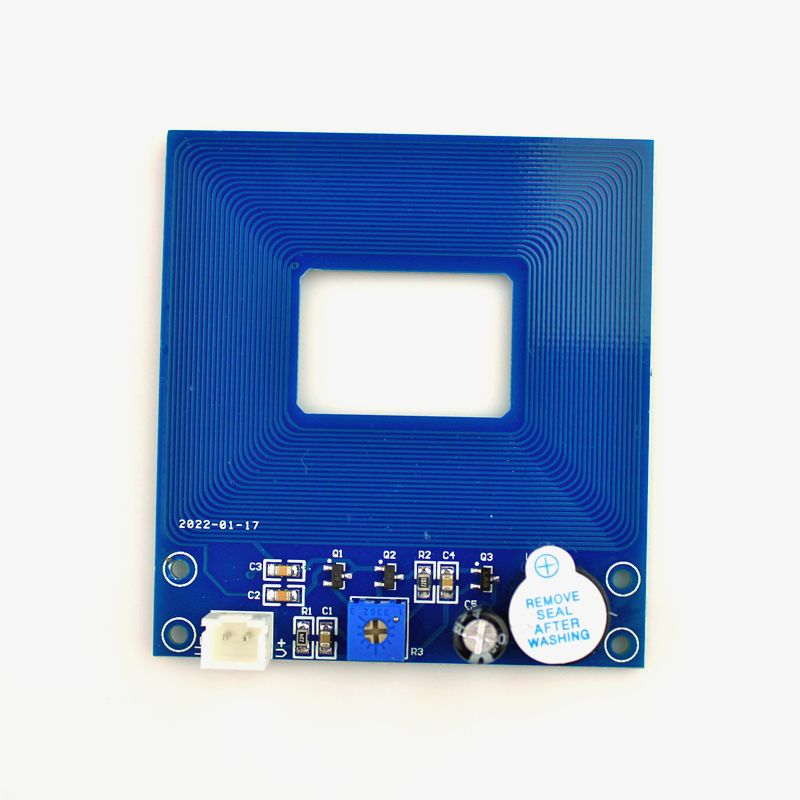 2022-01-17
Q1
Q2
R2
C4
Q3
C3
C2
R1
C1
C5
V+
R3
REMOVE
SEAL
AFTER
WASHING